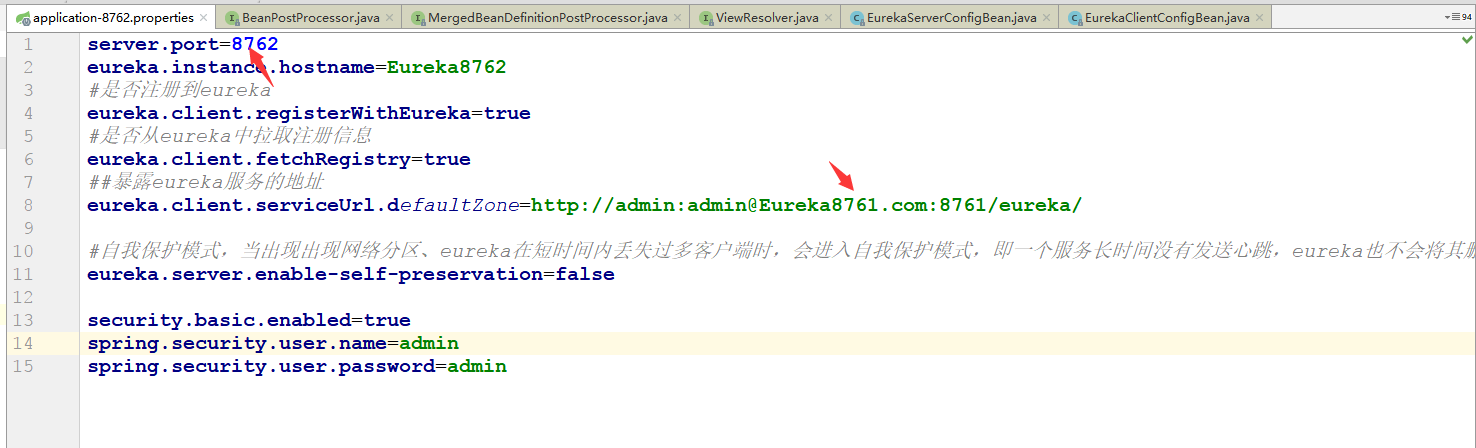 application-8762.properties BeanPostProcessor.java MergedBeanDefinitionPostProcessor.java ViewResolver.java EurekaServerConfigBean.java EurekaClientConfigBean.java 94
1 server.port=8762
2 eureka.instance.hostname=Eureka8762
3 #是否注册到eureka
4 eureka.client.registerWithEureka=true
5 #是否从eureka中拉取注册信息
6 eureka.client.fetchRegistry=true
7 ##暴露eureka服务的地址
8 eureka.client.serviceUrl.defaultZone=http://admin:admin@Eureka8761.com:8761/eureka/
9
10 #自我保护模式，当出现出现网络分区、eureka在短时间内丢失过多客户端时，会进入自我保护模式，即一个服务长时间没有发送心跳，eureka也不会将其删
11 eureka.server.enable-self-preservation=false
12
13 security.basic.enabled=true
14 spring.security.user.name=admin
15 spring.security.user.password=admin